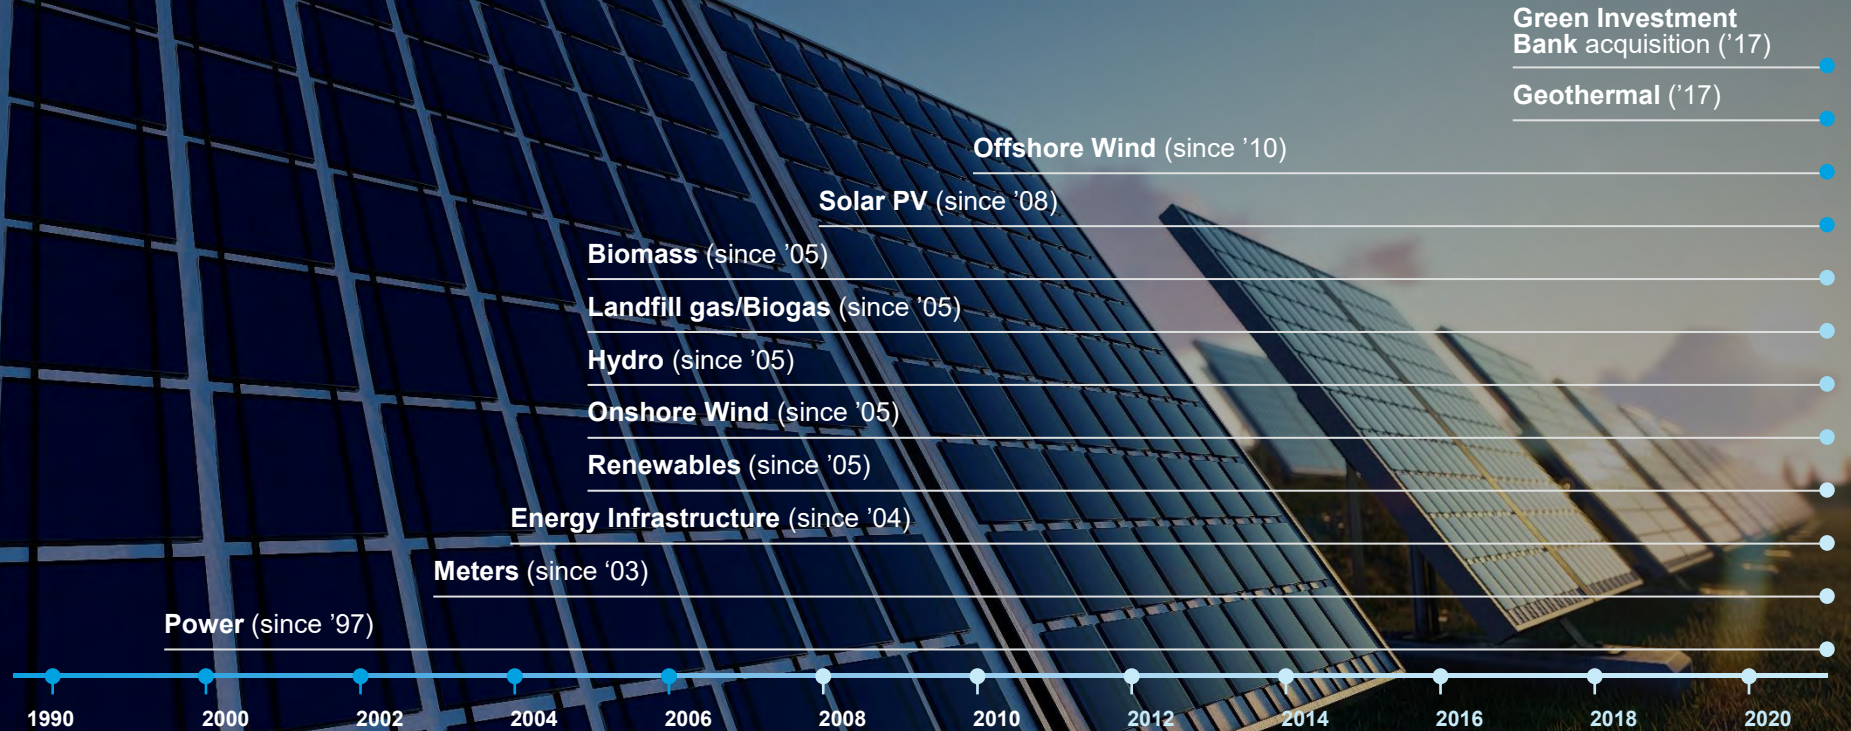 Green Investment
Bank acquisition (’17)
Geothermal (’17)
Offshore Wind (since ’10)
Solar PV (since ’08)
Biomass (since ’05)
Landfill gas/Biogas (since ’05)
Hydro (since ’05)
Onshore Wind (since ’05)
Renewables (since ’05)
Energy Infrastructure (since ’04)
Meters (since ‘03)
Power (since ’97)
1990 2000 2002 2004 2006 2008 2010 2012 2014 2016 2018 2020